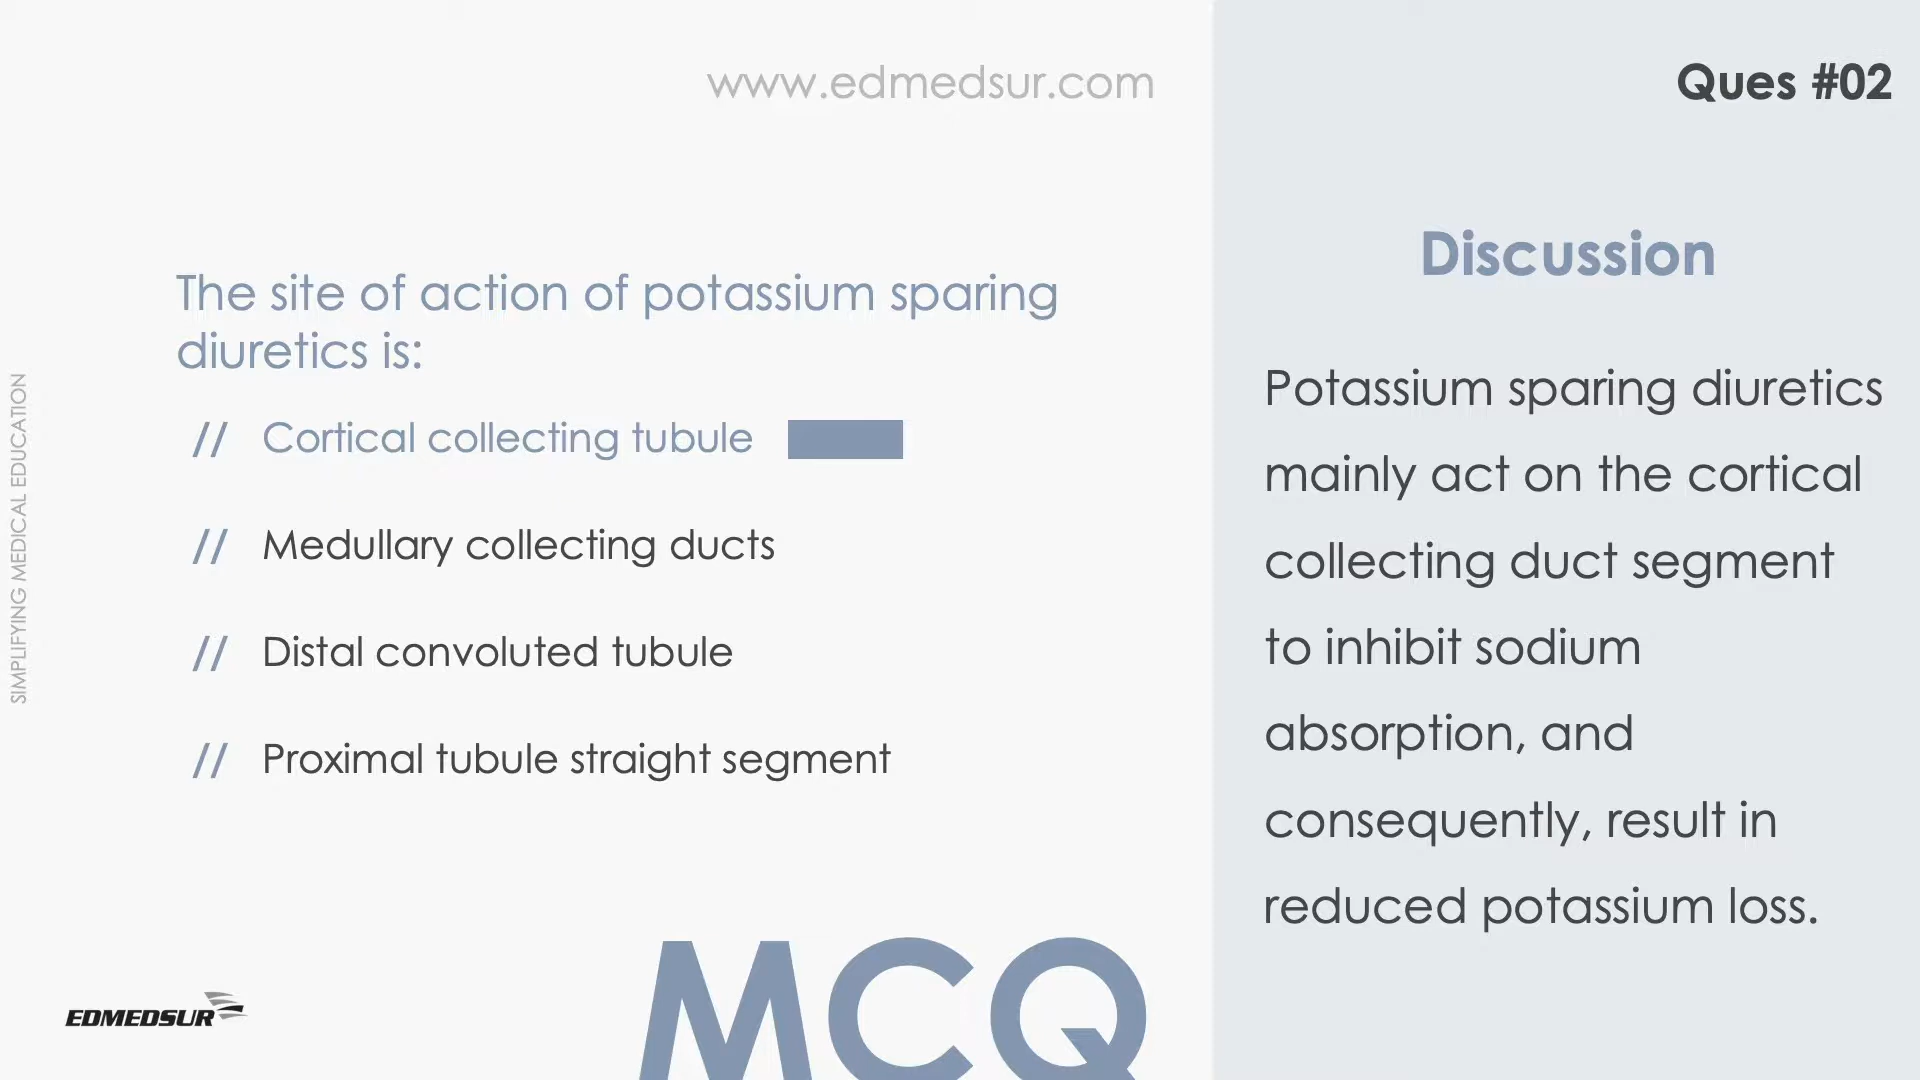 www.edmedsur.com
Ques #02
The site of action of potassium sparing
diuretics is:
// Cortical collecting tubule
// Medullary collecting ducts
// Distal convoluted tubule
// Proximal tubule straight segment
Discussion
Potassium sparing diuretics
mainly act on the cortical
collecting duct segment
to inhibit sodium
absorption, and
consequently, result in
reduced potassium loss.
SIMPLIFYING MEDICAL EDUCATION
EDMEDSUR
MCQ